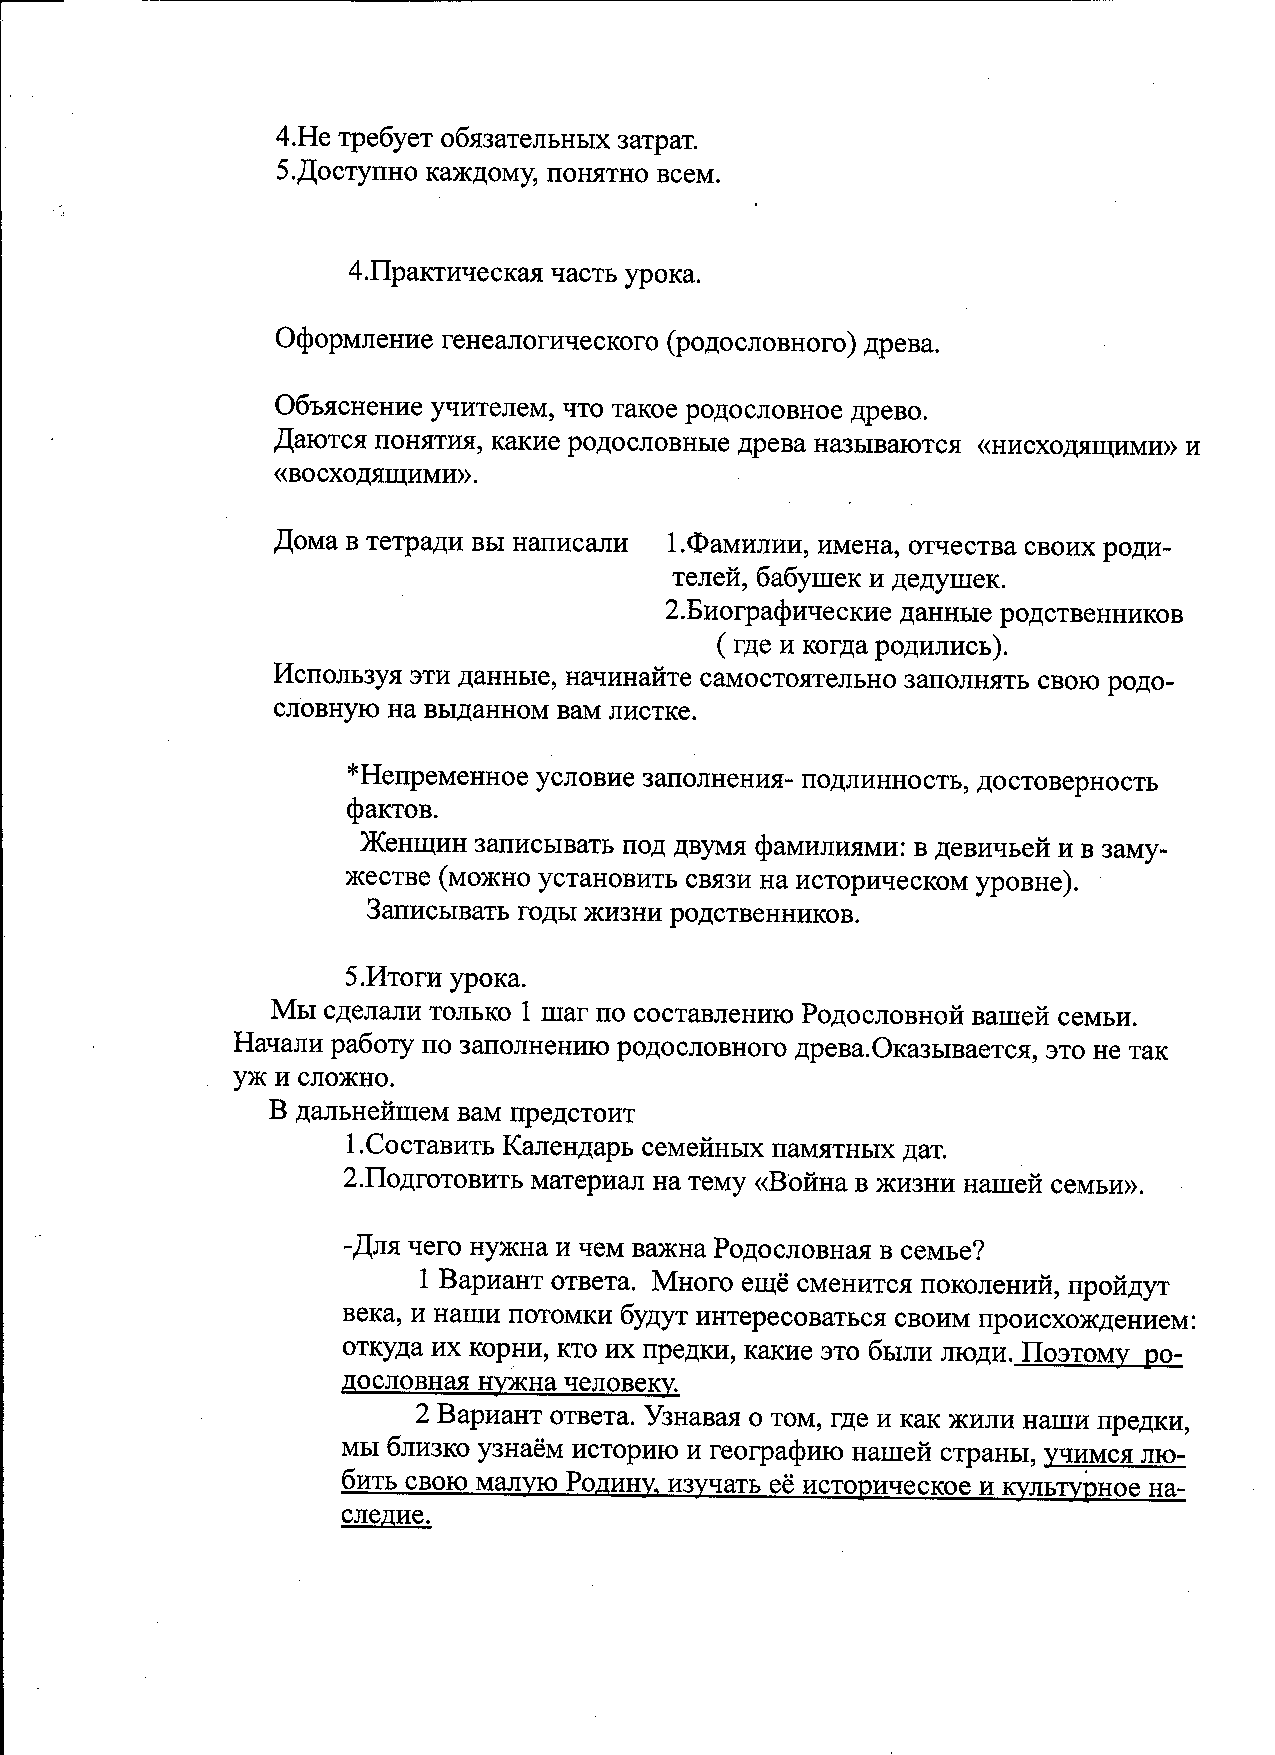 4.Не требует обязательных затрат.
5.Доступно каждому, понятно всем.
4.Практическая часть урока.
Оформление генеалогического (родословного) древа.
Объяснение учителем, что такое родословное древо.
Даются понятия, какие родословные древа называются «нисходящими» и
«восходящими».
Дома в тетради вы написали 1.Фамилии, имена, отчества своих роди-
телей, бабушек и дедушек.
2.Биографические данные родственников
( где и когда родились).
Используя эти данные, начинайте самостоятельно заполнять свою родо-
словную на выданном вам листке.
*Непременное условие заполнения- подлинность, достоверность
фактов.
Женщин записывать под двумя фамилиями: в девичьей и в заму-
жестве (можно установить связи на историческом уровне).
Записывать годы жизни родственников.
5.Итоги урока.
Мы сделали только 1 шаг по составлению Родословной вашей семьи.
Начали работу по заполнению родословного древа.Оказывается, это не так
уж и сложно.
В дальнейшем вам предстоит
1.Составить Календарь семейных памятных дат.
2.Подготовить материал на тему «Война в жизни нашей семьи».
-Для чего нужна и чем важна Родословная в семье?
1 Вариант ответа. Много ещё сменится поколений, пройдут
века, и наши потомки будут интересоваться своим происхождением:
откуда их корни, кто их предки, какие это были люди. Поэтому ро-
дословная нужна человеку.
2 Вариант ответа. Узнавая о том, где и как жили наши предки,
мы близко узнаём историю и географию нашей страны, учимся лю-
бить свою малую Родину, изучать её историческое и культурное на-
следие.